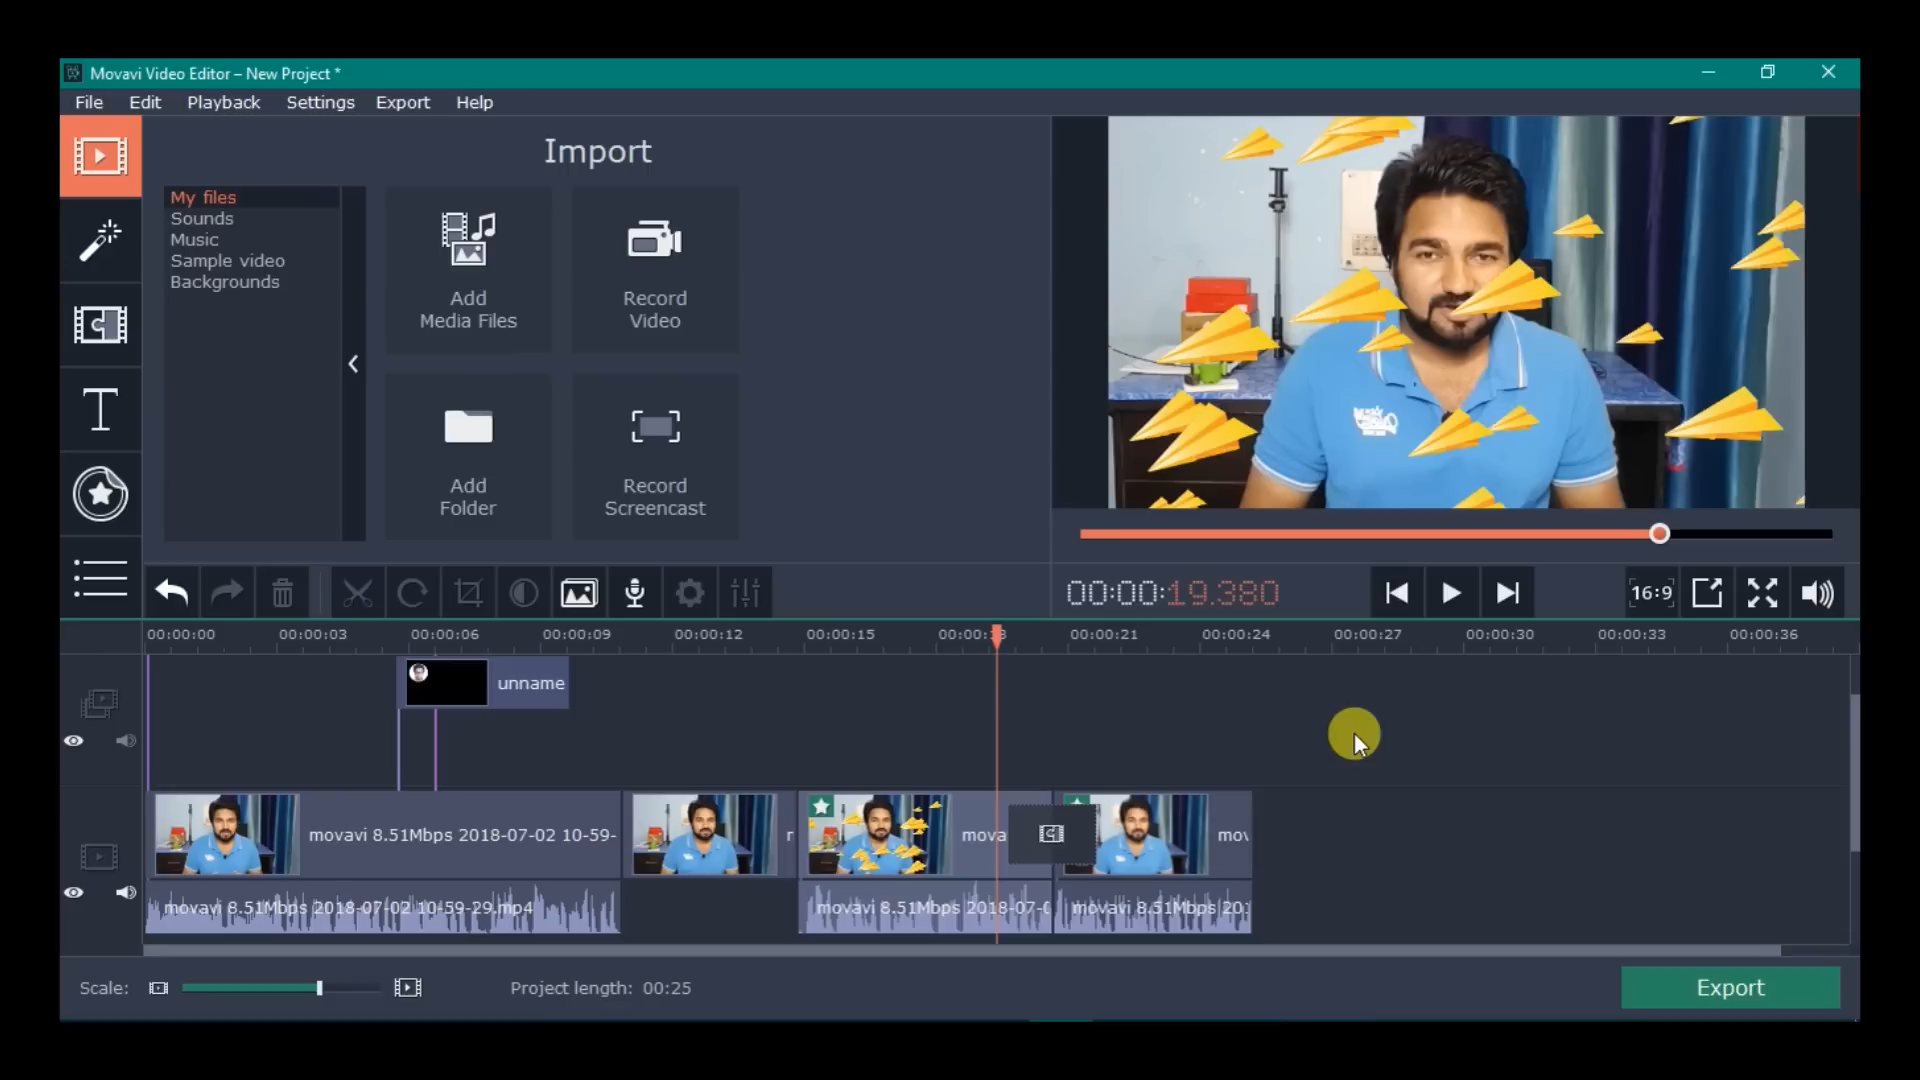 Movavi Video Editor – New Project *
File Edit Playback Settings Export Help
Import
My files
Sounds
Music
Sample video
Backgrounds
Add
Media Files
Record
Video
Add
Folder
Record
Screencast
00:00:19.380
16:9
00:00:00 00:00:03 00:00:06 00:00:09 00:00:12 00:00:15 00:00:18 00:00:21 00:00:24 00:00:27 00:00:30 00:00:33 00:00:36
unname
movavi 8.51Mbps 2018-07-02 10-59-
mova
mov
movavi 8.51Mbps 2018-07-02 10-59-29.mp4
movavi 8.51Mbps 2018-07-0
movavi 8.51Mbps 201
Scale:
Project length: 00:25
Export